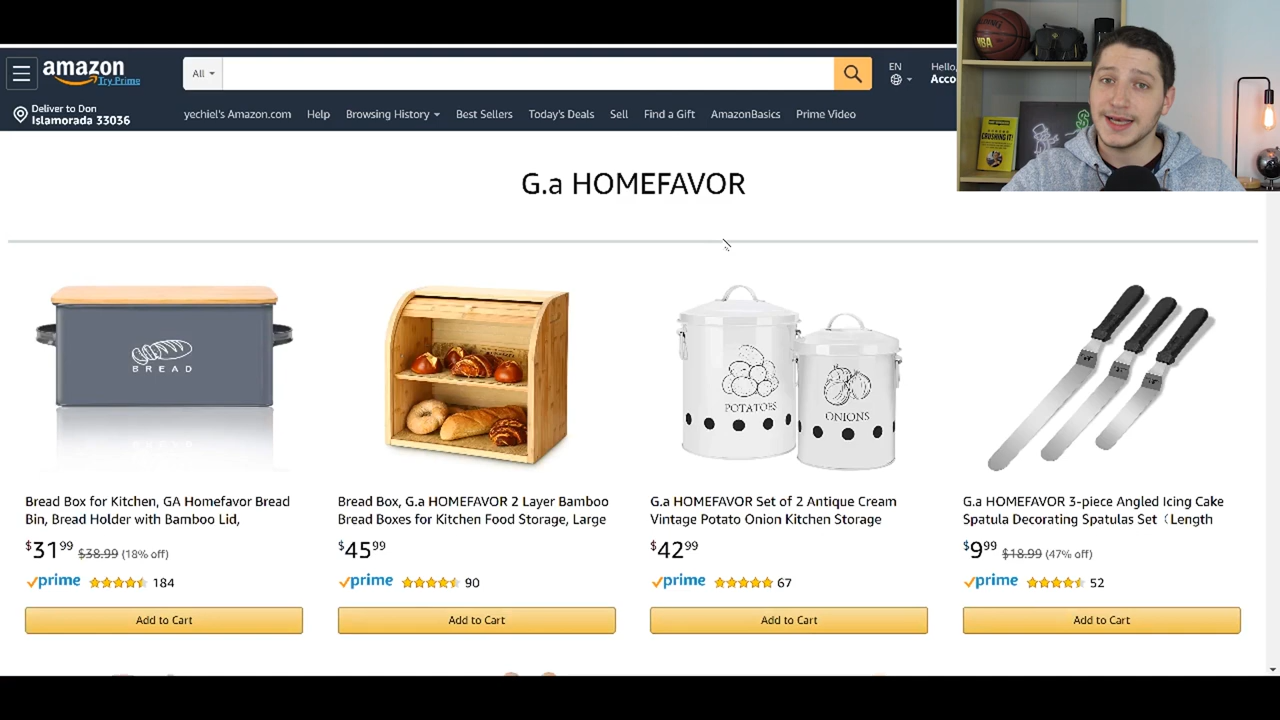 amazon
Try Prime
All
EN
Hello,
Acco
Deliver to Don
Islamorada 33036
yechiel's Amazon.com
Help
Browsing History
Best Sellers
Today's Deals
Sell
Find a Gift
AmazonBasics
Prime Video
NBA
CRUSHING IT!
$
G.a HOMEFAVOR
BREAD
POTATOES
ONIONS
Bread Box for Kitchen, GA Homefavor Bread
Bin, Bread Holder with Bamboo Lid,
$31.99 $38.99 (18% off)
prime 184
Add to Cart
Bread Box, G.a HOMEFAVOR 2 Layer Bamboo
Bread Boxes for Kitchen Food Storage, Large
$45.99
prime 90
Add to Cart
G.a HOMEFAVOR Set of 2 Antique Cream
Vintage Potato Onion Kitchen Storage
$42.99
prime 67
Add to Cart
G.a HOMEFAVOR 3-piece Angled Icing Cake
Spatula Decorating Spatulas Set（Length
$9.99 $18.99 (47% off)
prime 52
Add to Cart